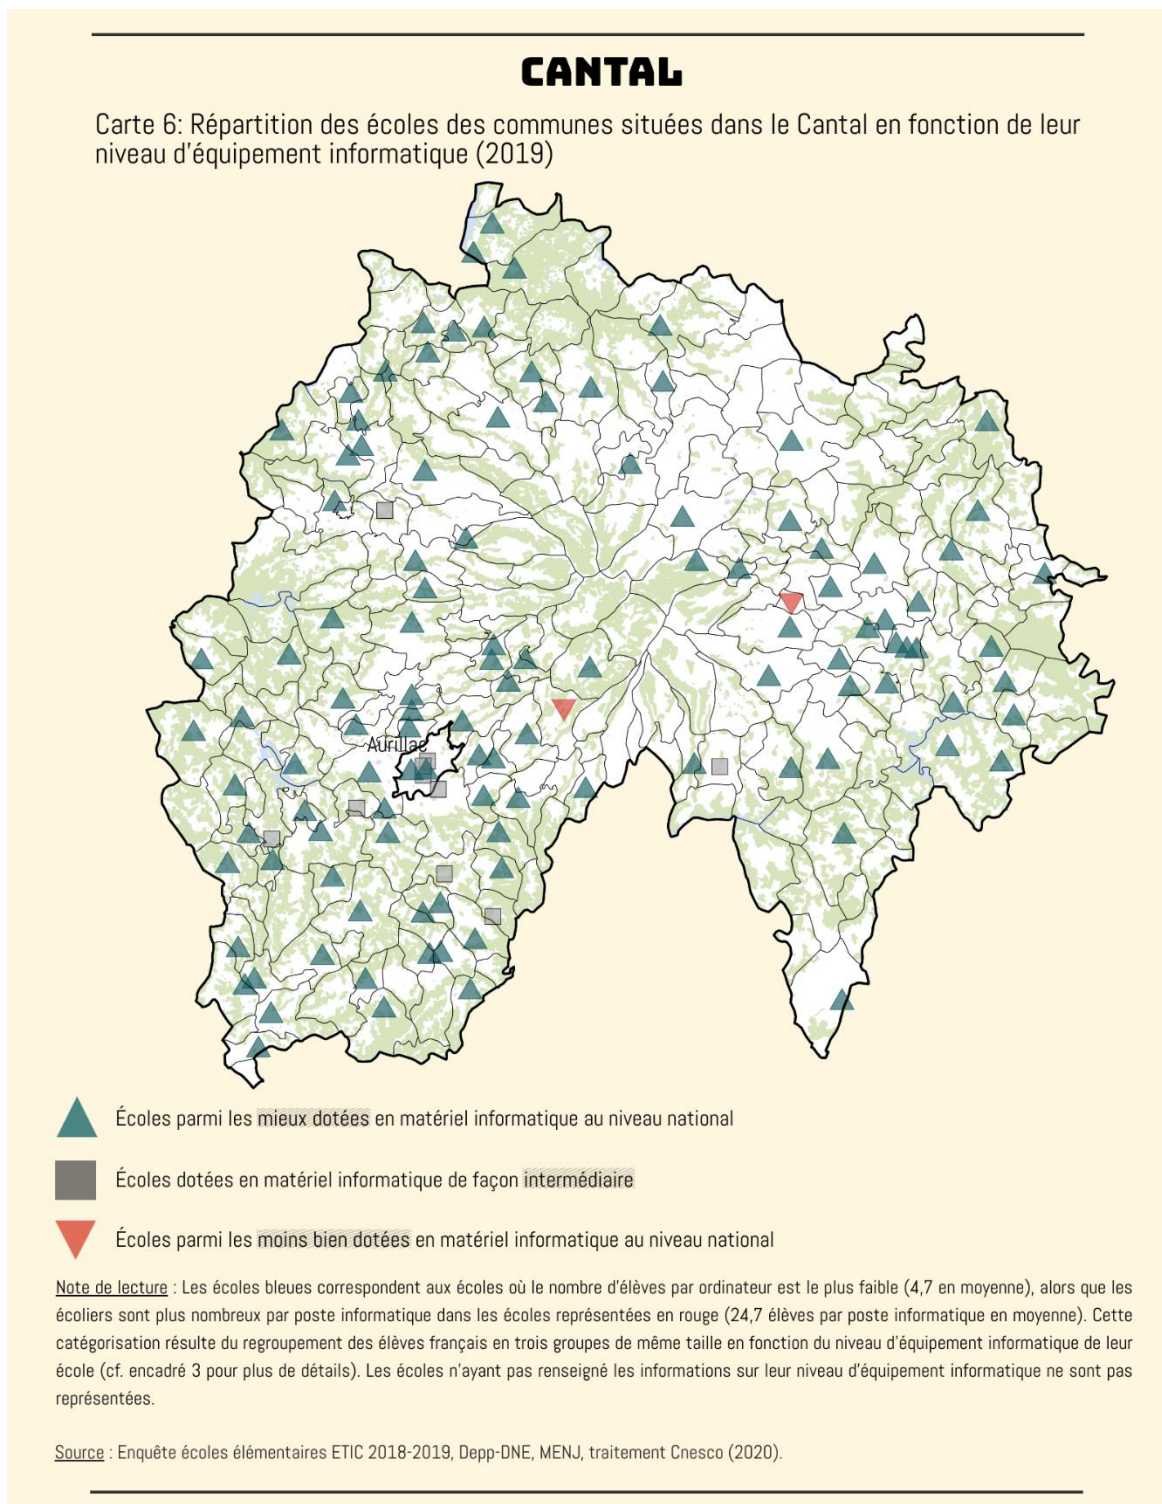 CANTAL
Carte 6: Répartition des écoles des communes situées dans le Cantal en fonction de leur
niveau d'équipement informatique (2019)
Aurillac
Écoles parmi les mieux dotées en matériel informatique au niveau national
Écoles dotées en matériel informatique de façon intermédiaire
Écoles parmi les moins bien dotées en matériel informatique au niveau national
Note de lecture : Les écoles bleues correspondent aux écoles où le nombre d'élèves par ordinateur est le plus faible (4,7 en moyenne), alors que les
écoliers sont plus nombreux par poste informatique dans les écoles représentées en rouge (24,7 élèves par poste informatique en moyenne). Cette
catégorisation résulte du regroupement des élèves français en trois groupes de même taille en fonction du niveau d'équipement informatique de leur
école (cf. encadré 3 pour plus de détails). Les écoles n'ayant pas renseigné les informations sur leur niveau d'équipement informatique ne sont pas
représentées.
Source : Enquête écoles élémentaires ETIC 2018-2019, Depp-DNE, MENJ, traitement Cnesco (2020).